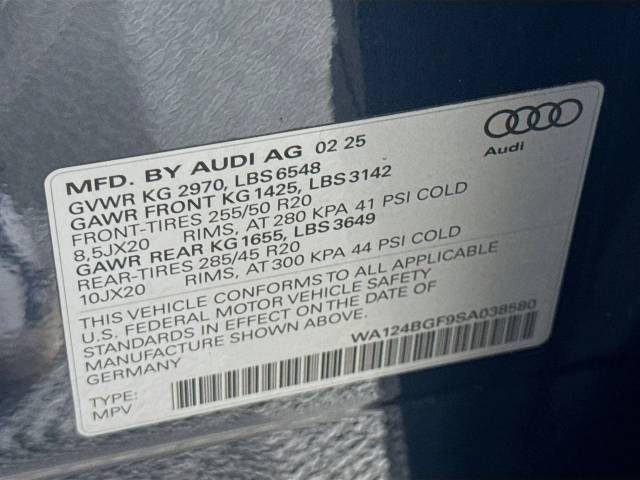 Audi
MFD. BY AUDI AG 02 25
GVWR KG 2970, LBS 6548
GAWR FRONT KG 1425, LBS 3142
FRONT-TIRES 255/50 R20
8,5JX20 RIMS, AT 280 KPA 41 PSI COLD
GAWR REAR KG 1655, LBS 3649
REAR-TIRES 285/45 R20
10JX20 RIMS, AT 300 KPA 44 PSI COLD
THIS VEHICLE CONFORMS TO ALL APPLICABLE
U.S. FEDERAL MOTOR VEHICLE SAFETY
STANDARDS IN EFFECT ON THE DATE OF
MANUFACTURE SHOWN ABOVE.
GERMANY
WA124BGF9SA038580
TYPE:
MPV